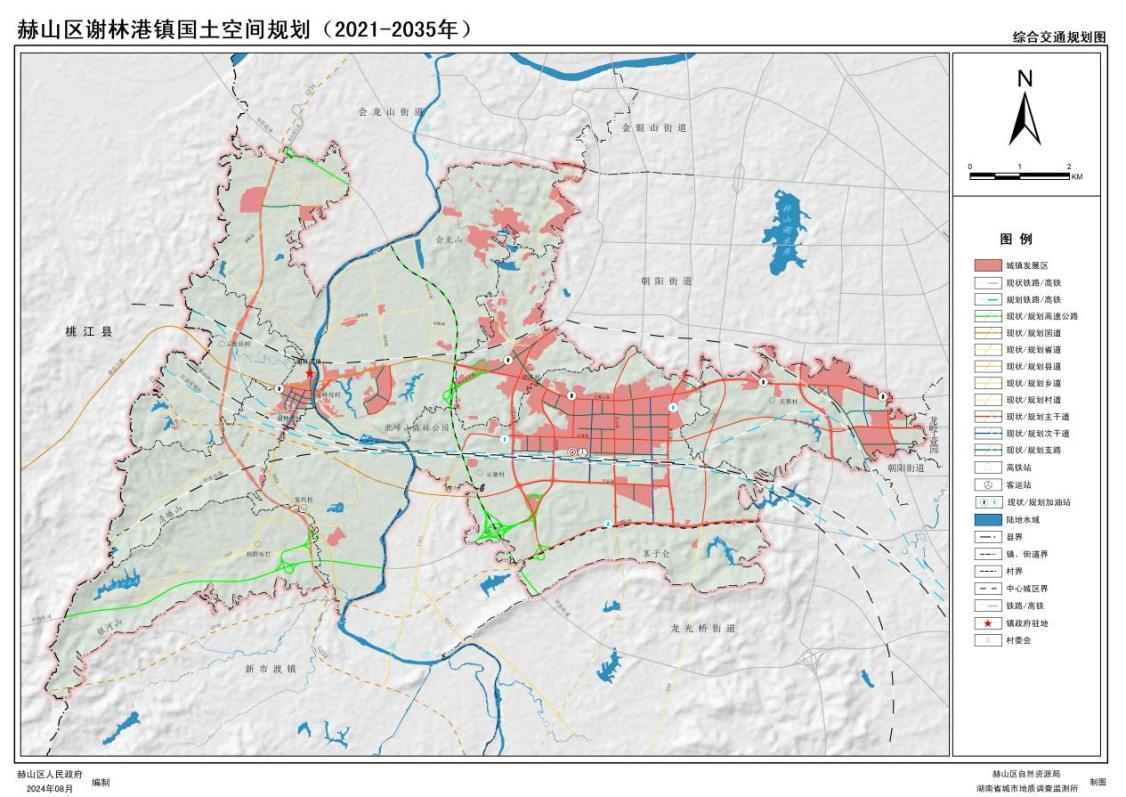 赫山区谢林港镇国土空间规划（2021-2035年）
综合交通规划图
N
0 1 2
KM
会龙山街道
金银山街道
会龙山
朝阳街道
桃江县
云寨村
复兴村
新市渡镇
龙光桥街道
寨子仑
朝阳街道
银河山
G234
北峰山森林公园
图 例
城镇发展区
现状铁路/高铁
规划铁路/高铁
现状/规划高速公路
现状/规划国道
现状/规划省道
现状/规划县道
现状/规划乡道
现状/规划村道
现状/规划主干道
现状/规划次干道
现状/规划支路
高铁站
客运站
现状/规划加油站
陆地水域
县界
镇、街道界
村界
中心城区界
铁路/高铁
镇政府驻地
村委会
赫山区人民政府
2024年08月
编制
赫山区自然资源局
湖南省城市地质调查监测所
制图